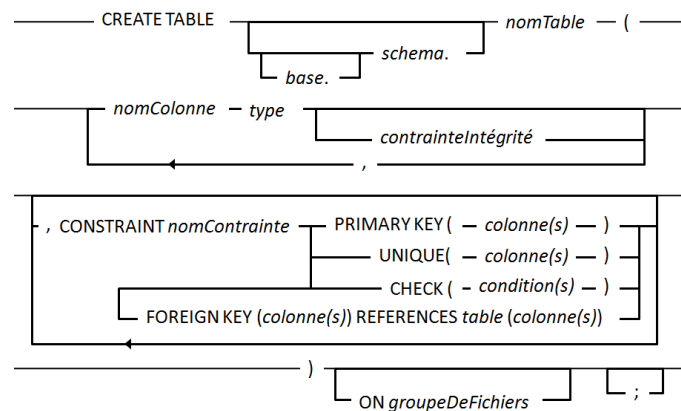 CREATE TABLE nomTable (
schema.
base.
nomColonne type
contrainteIntégrité
,
, CONSTRAINT nomContrainte PRIMARY KEY ( colonne(s) )
UNIQUE( colonne(s) )
CHECK ( condition(s) )
FOREIGN KEY (colonne(s)) REFERENCES table (colonne(s))
)
ON groupeDeFichiers ;